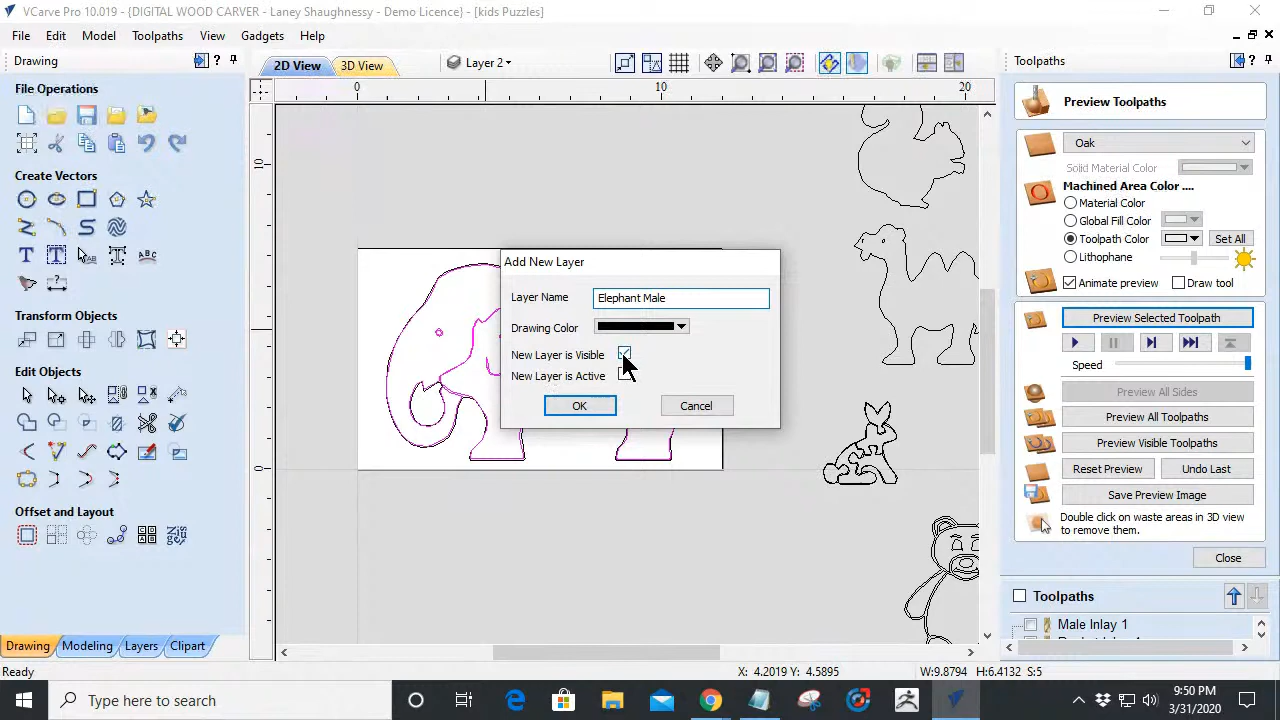 VCarve Pro 10.019 - {DIGITAL WOOD CARVER - Laney Shaughnessy - Demo Licence} - [kids Puzzles]
File Edit Model Toolpaths View Gadgets Help
Drawing
File Operations
Create Vectors
Transform Objects
Edit Objects
Offset and Layout
Drawing Modeling Layers Clipart
Ready
2D View 3D View Layer 2
0 10 20
10
0
Add New Layer
Layer Name Elephant Male
Drawing Color
New Layer is Visible
New Layer is Active
OK Cancel
Toolpaths
Preview Toolpaths
Oak
Solid Material Color
Machined Area Color ....
Material Color
Global Fill Color
Toolpath Color Set All
Lithophane
Animate preview Draw tool
Preview Selected Toolpath
Speed
Preview All Sides
Preview All Toolpaths
Preview Visible Toolpaths
Reset Preview Undo Last
Save Preview Image
Double click on waste areas in 3D view
to remove them.
Close
Toolpaths
Male Inlay 1
X: 4.2019 Y: 4.5895 W:9.8794 H:6.4132 S:5
Type here to search
9:50 PM
3/31/2020